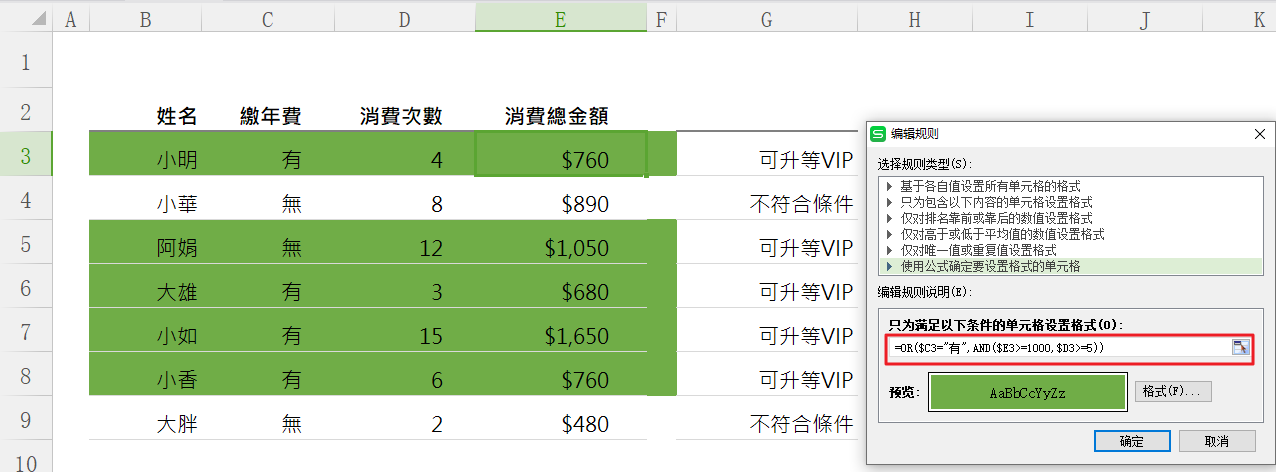 A B C D E F G H I J K
1
2 姓名 繳年費 消費次數 消費總金額
3 小明 有 4 $760 可升等VIP
4 小華 無 8 $890 不符合條件
5 阿娟 無 12 $1,050 可升等VIP
6 大雄 有 3 $680 可升等VIP
7 小如 有 15 $1,650 可升等VIP
8 小香 有 6 $760 可升等VIP
9 大胖 無 2 $480 不符合條件
10
S 编辑规则
选择规则类型(S):
基于各自值设置所有单元格的格式
只为包含以下内容的单元格设置格式
仅对排名靠前或靠后的数值设置格式
仅对高于或低于平均值的数值设置格式
仅对唯一值或重复值设置格式
使用公式确定要设置格式的单元格
编辑规则说明(E):
只为满足以下条件的单元格设置格式(O):
=OR($C3="有",AND($E3>=1000,$D3>=5))
预览: AaBbCcYyZz 格式(F)...
确定 取消